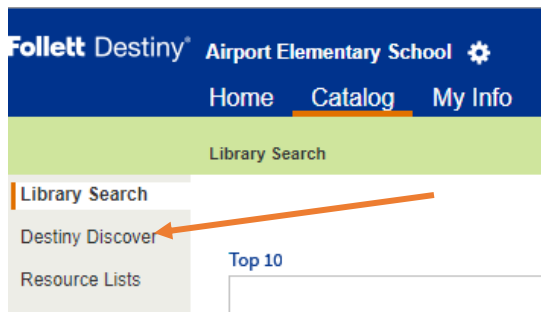 Follett Destiny® Airport Elementary School
Home Catalog My Info
Library Search
Library Search
Destiny Discover
Resource Lists
Top 10